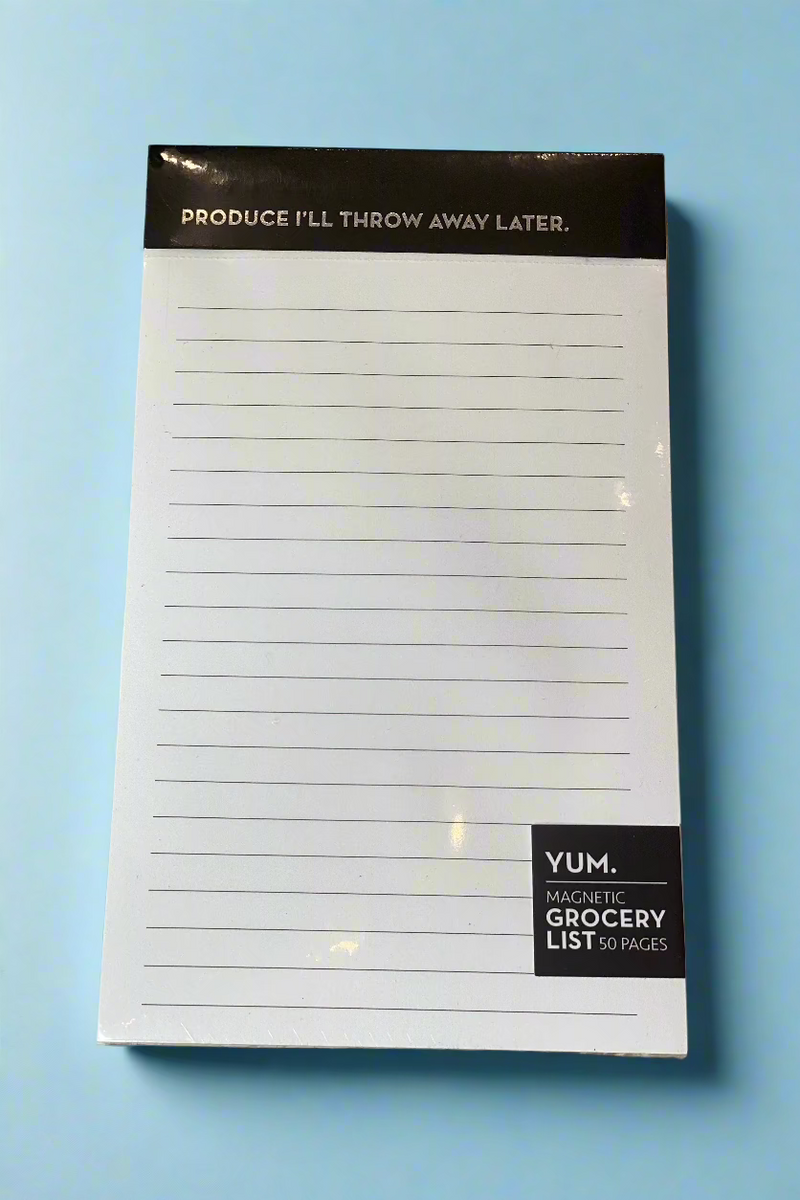 PRODUCE I'LL THROW AWAY LATER.
YUM.
MAGNETIC
GROCERY
LIST 50 PAGES